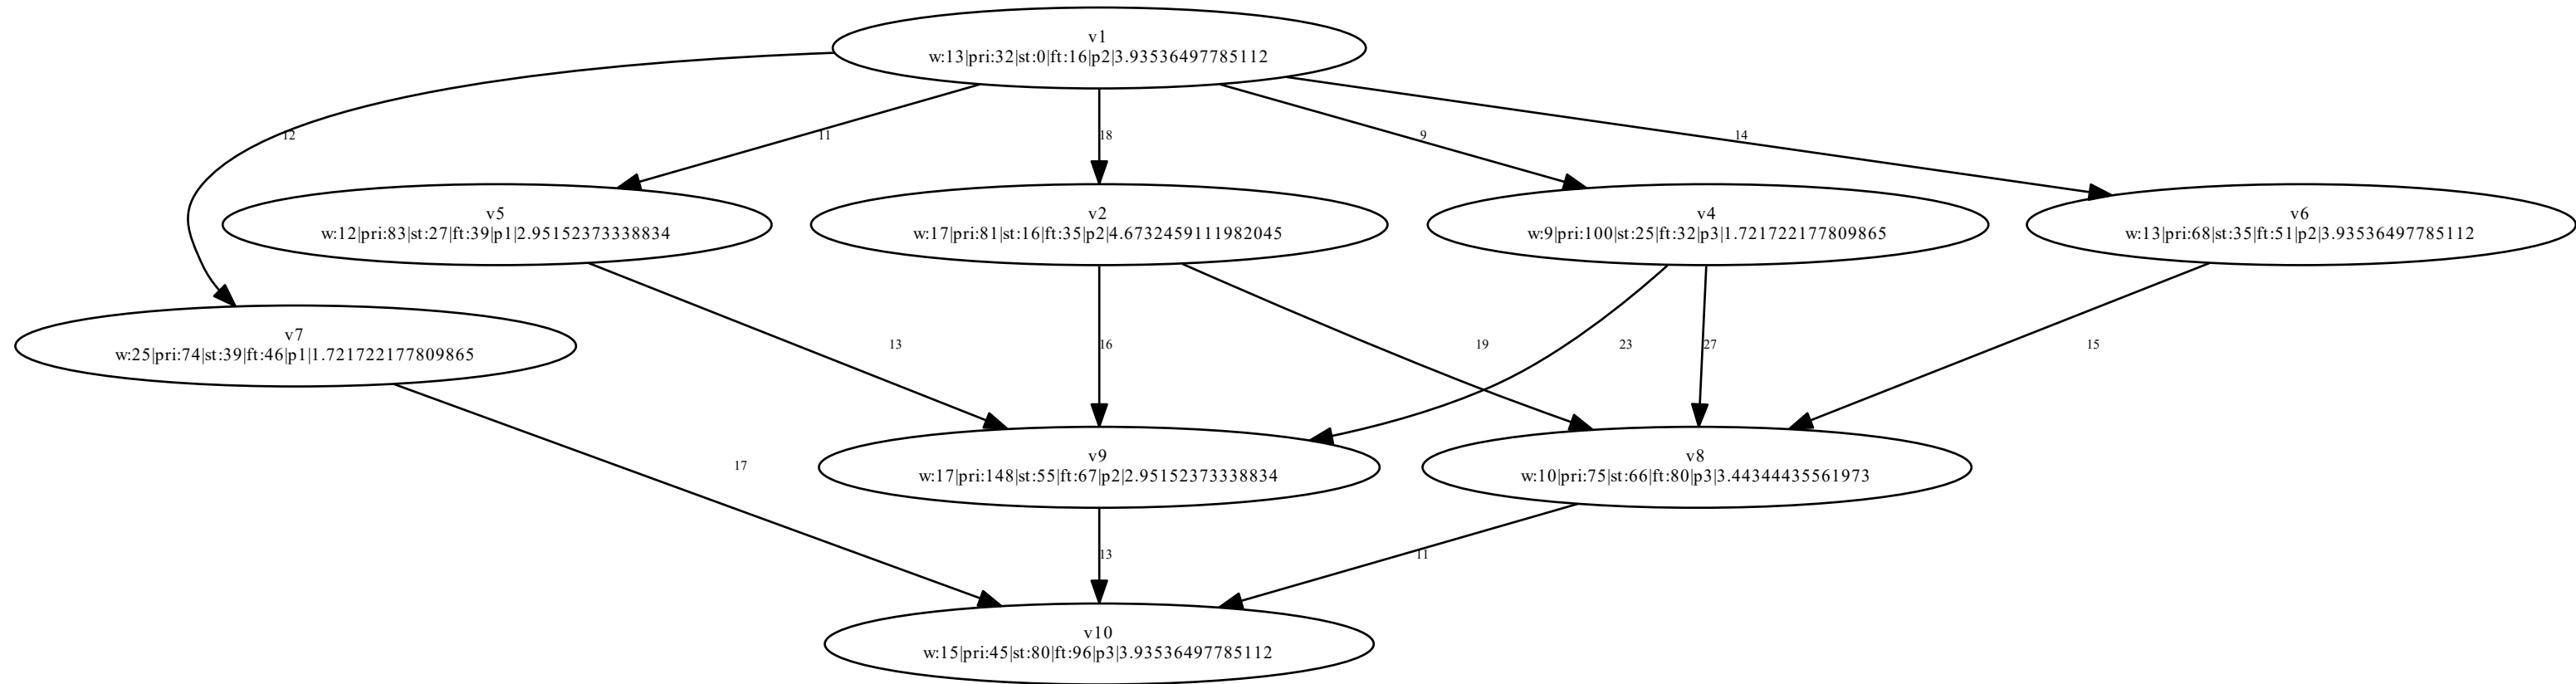 v1
w:13|pri:32|st:0|ft:16|p2|3.93536497785112
12
11
18
9
14
v5
w:12|pri:83|st:27|ft:39|p1|2.95152373338834
v2
w:17|pri:81|st:16|ft:35|p2|4.6732459111982045
v4
w:9|pri:100|st:25|ft:32|p3|1.721722177809865
v6
w:13|pri:68|st:35|ft:51|p2|3.93536497785112
v7
w:25|pri:74|st:39|ft:46|p1|1.721722177809865
13
16
19
23
27
15
v9
w:17|pri:148|st:55|ft:67|p2|2.95152373338834
v8
w:10|pri:75|st:66|ft:80|p3|3.44344435561973
17
13
11
v10
w:15|pri:45|st:80|ft:96|p3|3.93536497785112